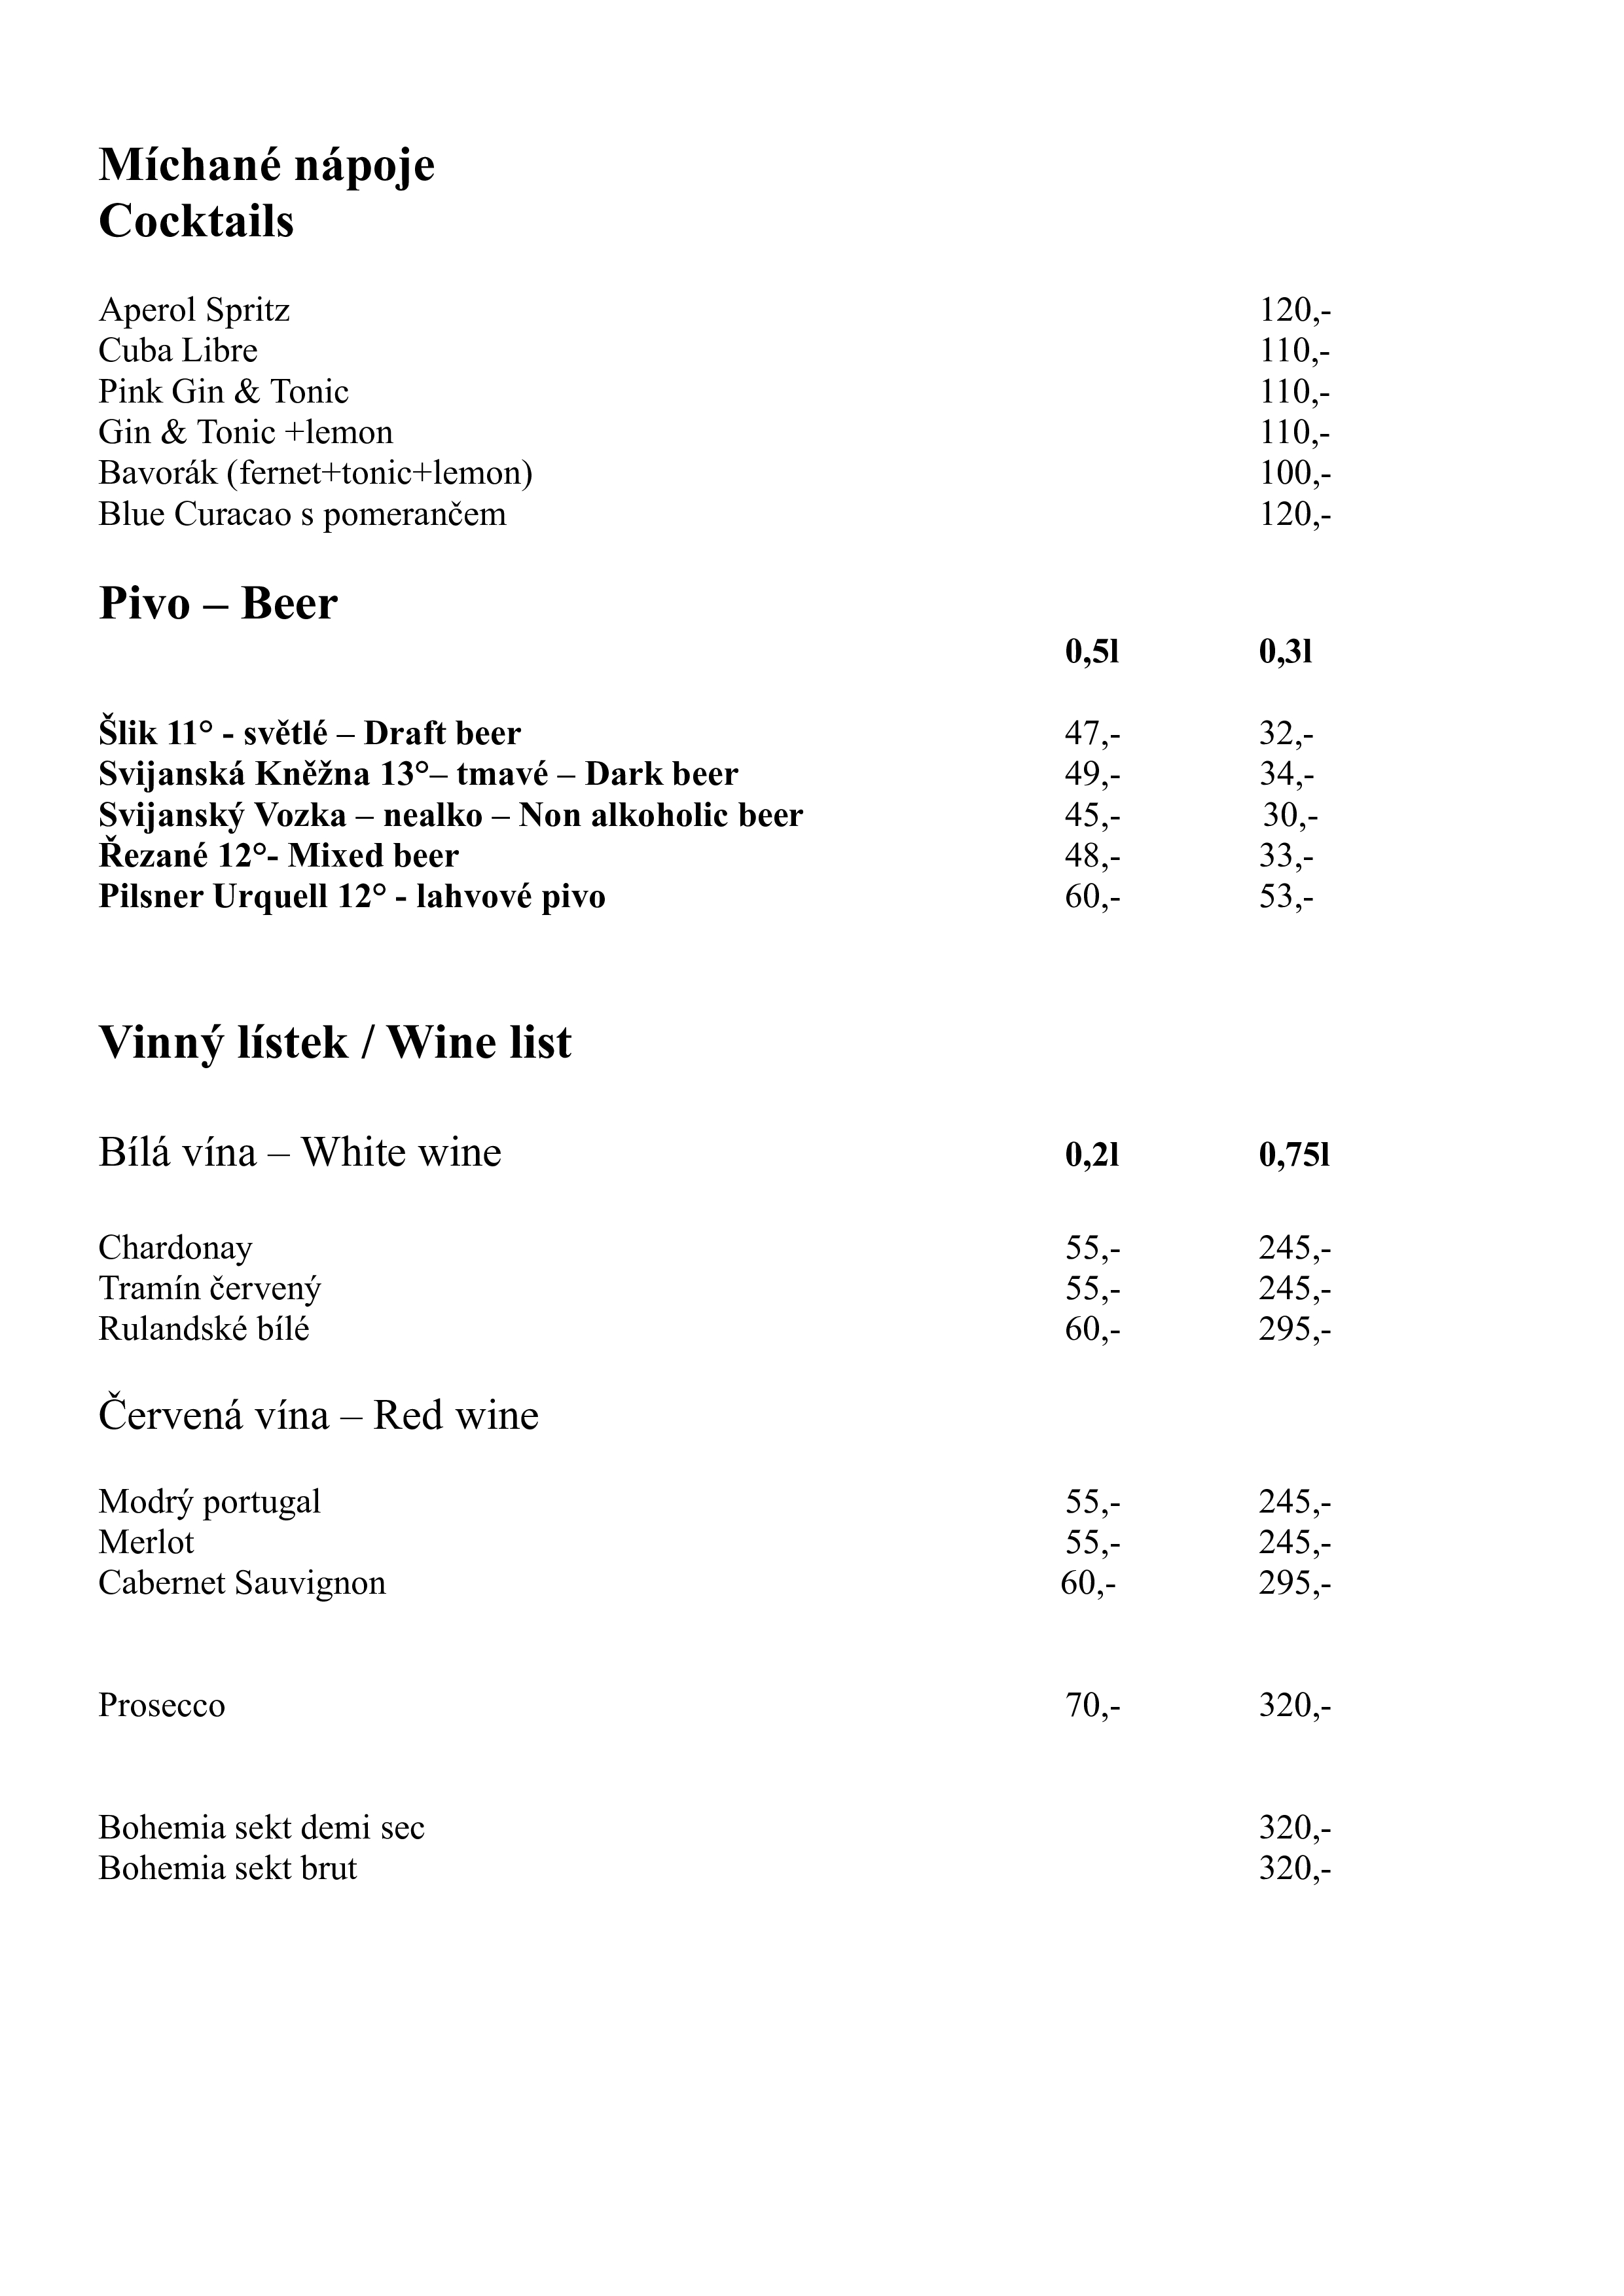 Míchané nápoje
Cocktails
Aperol Spritz 120,-
Cuba Libre 110,-
Pink Gin & Tonic 110,-
Gin & Tonic +lemon 110,-
Bavorák (fernet+tonic+lemon) 100,-
Blue Curacao s pomerančem 120,-
Pivo – Beer
0,5l 0,3l
Šlik 11° - světlé – Draft beer 47,- 32,-
Svijanská Kněžna 13°– tmavé – Dark beer 49,- 34,-
Svijanský Vozka – nealko – Non alkoholic beer 45,- 30,-
Řezané 12°- Mixed beer 48,- 33,-
Pilsner Urquell 12° - lahvové pivo 60,- 53,-
Vinný lístek / Wine list
Bílá vína – White wine 0,2l 0,75l
Chardonay 55,- 245,-
Tramín červený 55,- 245,-
Rulandské bílé 60,- 295,-
Červená vína – Red wine
Modrý portugal 55,- 245,-
Merlot 55,- 245,-
Cabernet Sauvignon 60,- 295,-
Prosecco 70,- 320,-
Bohemia sekt demi sec 320,-
Bohemia sekt brut 320,-